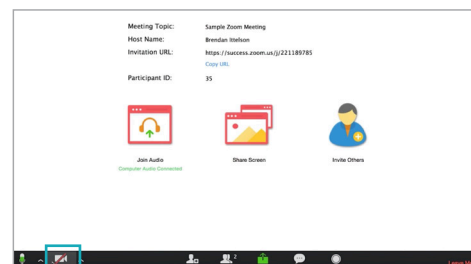 Meeting Topic: Sample Zoom Meeting
Host Name: Brendan Ittelson
Invitation URL: https://success.zoom.us/j/221189785
Copy URL
Participant ID: 35
Join Audio Share Screen Invite Others
Computer Audio Connected
2